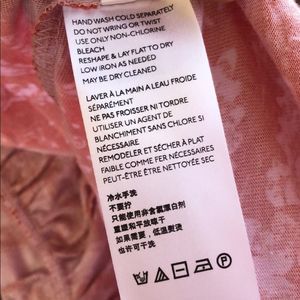 HAND WASH COLD SEPARATELY
DO NOT WRING OR TWIST
USE ONLY NON-CHLORINE
BLEACH
RESHAPE & LAY FLAT TO DRY
LOW IRON AS NEEDED
MAY BE DRY CLEANED
LAVER À LA MAIN A L'EAU FROIDE
SÉPARÉMENT
NE PAS FROISSER NI TORDRE
UTILISER UN AGENT DE
BLANCHIMENT SANS CHLORE SI
NÉCESSAIRE
REMODELER ET SÉCHER À PLAT
FAIBLE COMME FER NÉCESSAIRES
PEUT-ÊTRE ÊTRE NETTOYÉ SEC
冷水手洗
不要拧
只能使用非含氯漂白剂
重塑和平放晾干
如果需要，低温熨烫
也许可干洗
P